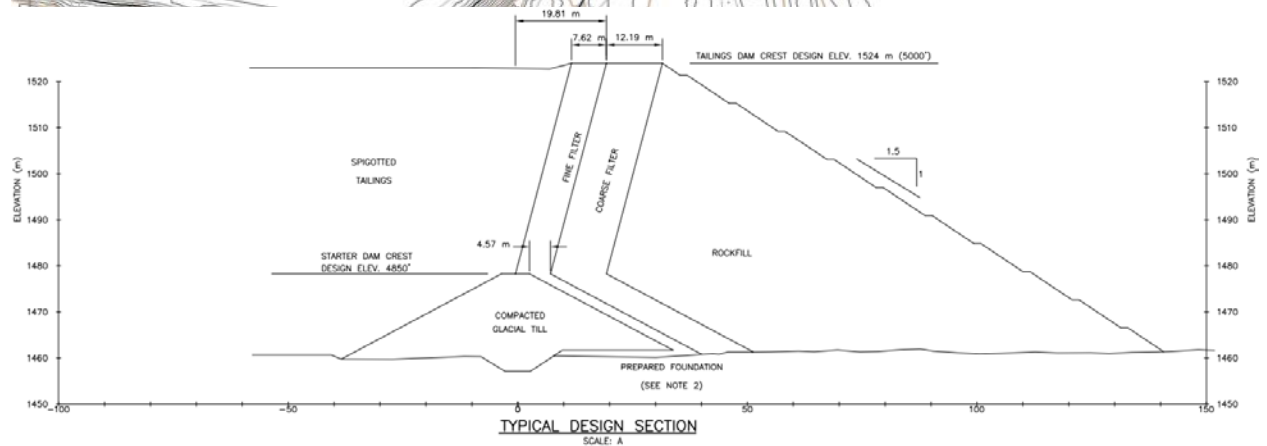 19.81 m
7.62 m
12.19 m
TAILINGS DAM CREST DESIGN ELEV. 1524 m (5000')
1520
1520
1510
1510
1500
1500
1490
1490
1480
1480
1470
1470
1460
1460
1450
1450
ELEVATION (m)
ELEVATION (m)
SPIGOTTED
TAILINGS
FINE FILTER
COARSE FILTER
1.5
1
ROCKFILL
4.57 m
STARTER DAM CREST
DESIGN ELEV. 4850'
COMPACTED
GLACIAL TILL
PREPARED FOUNDATION
(SEE NOTE 2)
-100
-50
0
50
100
150
TYPICAL DESIGN SECTION
SCALE: A